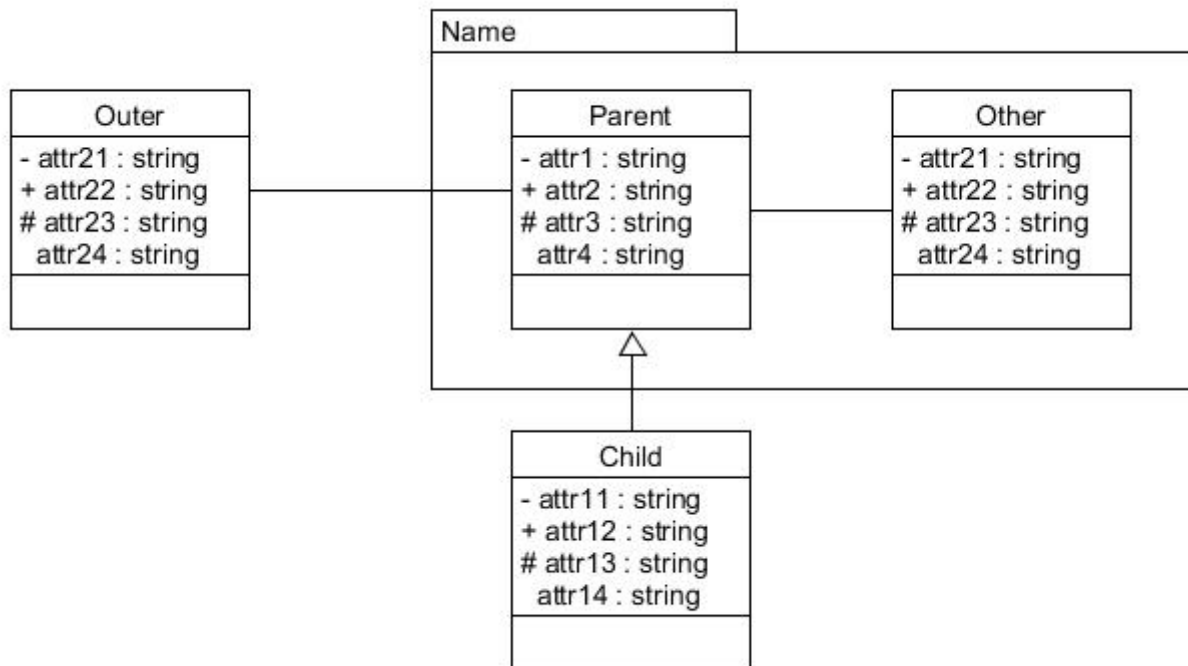 Name
Outer
- attr21 : string
+ attr22 : string
# attr23 : string
attr24 : string
Parent
- attr1 : string
+ attr2 : string
# attr3 : string
attr4 : string
Other
- attr21 : string
+ attr22 : string
# attr23 : string
attr24 : string
Child
- attr11 : string
+ attr12 : string
# attr13 : string
attr14 : string